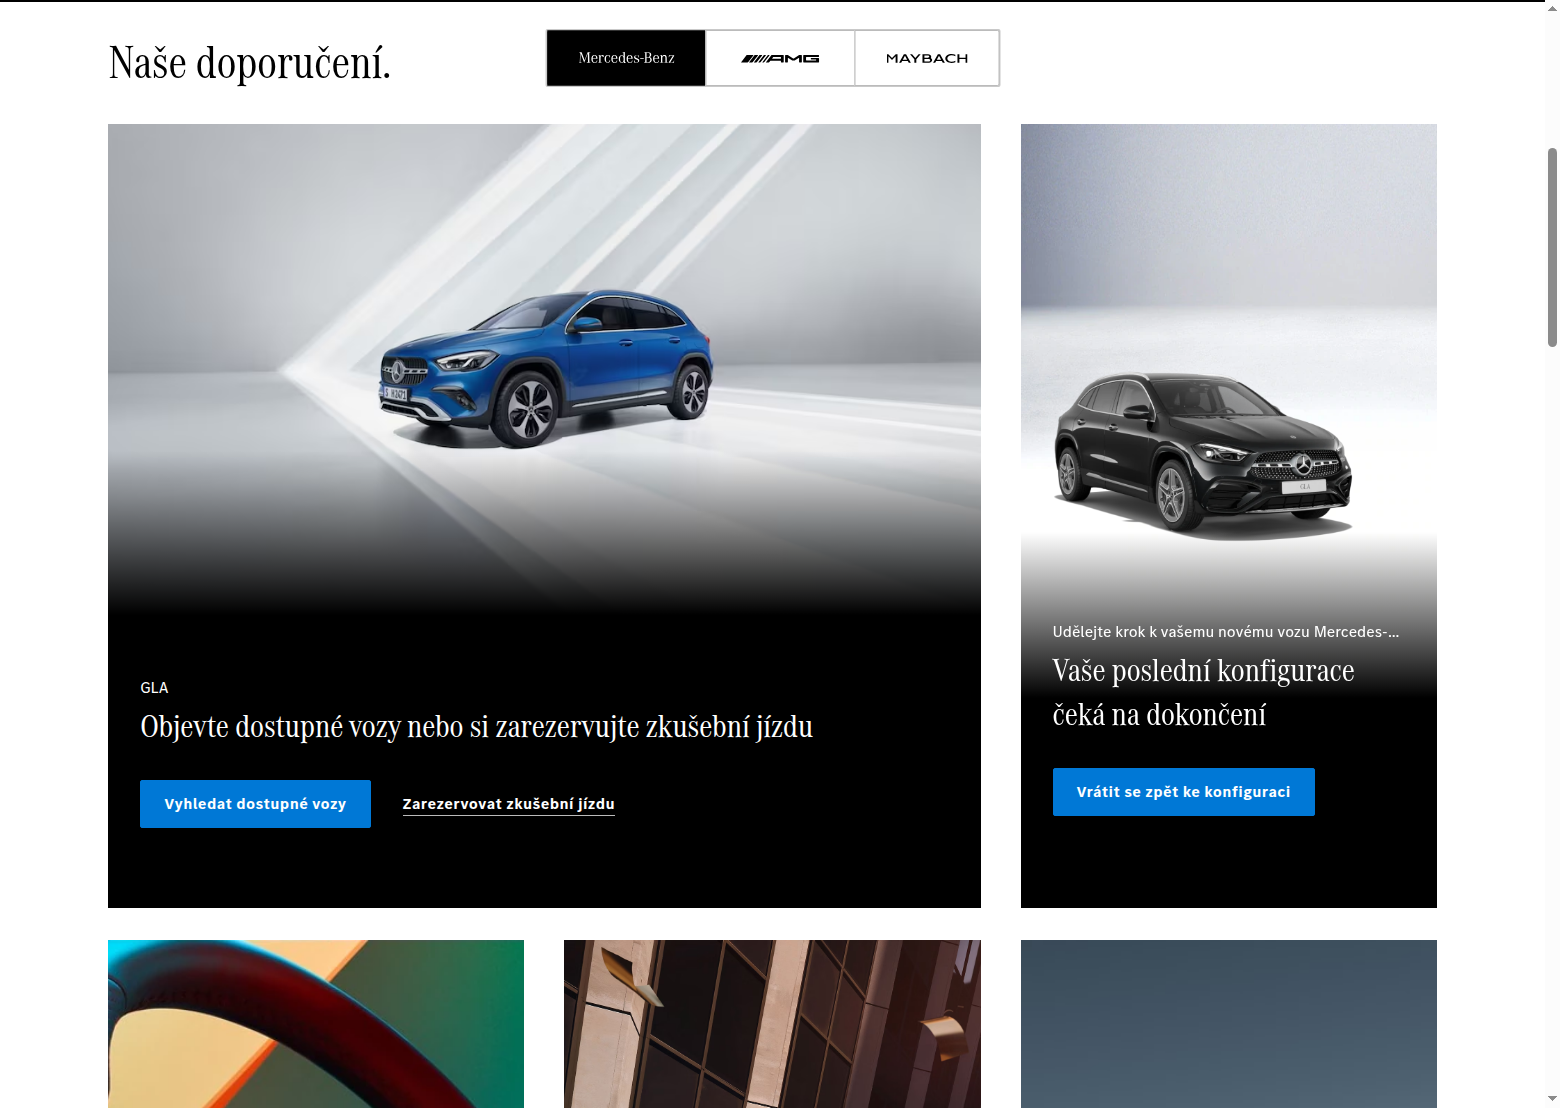 Naše doporučení.
Mercedes-Benz
AMG
MAYBACH
GLA
GLA
Objevte dostupné vozy nebo si zarezervujte zkušební jízdu
Vyhledat dostupné vozy
Zarezervovat zkušební jízdu
Udělejte krok k vašemu novému vozu Mercedes-...
Vaše poslední konfigurace
čeká na dokončení
Vrátit se zpět ke konfiguraci